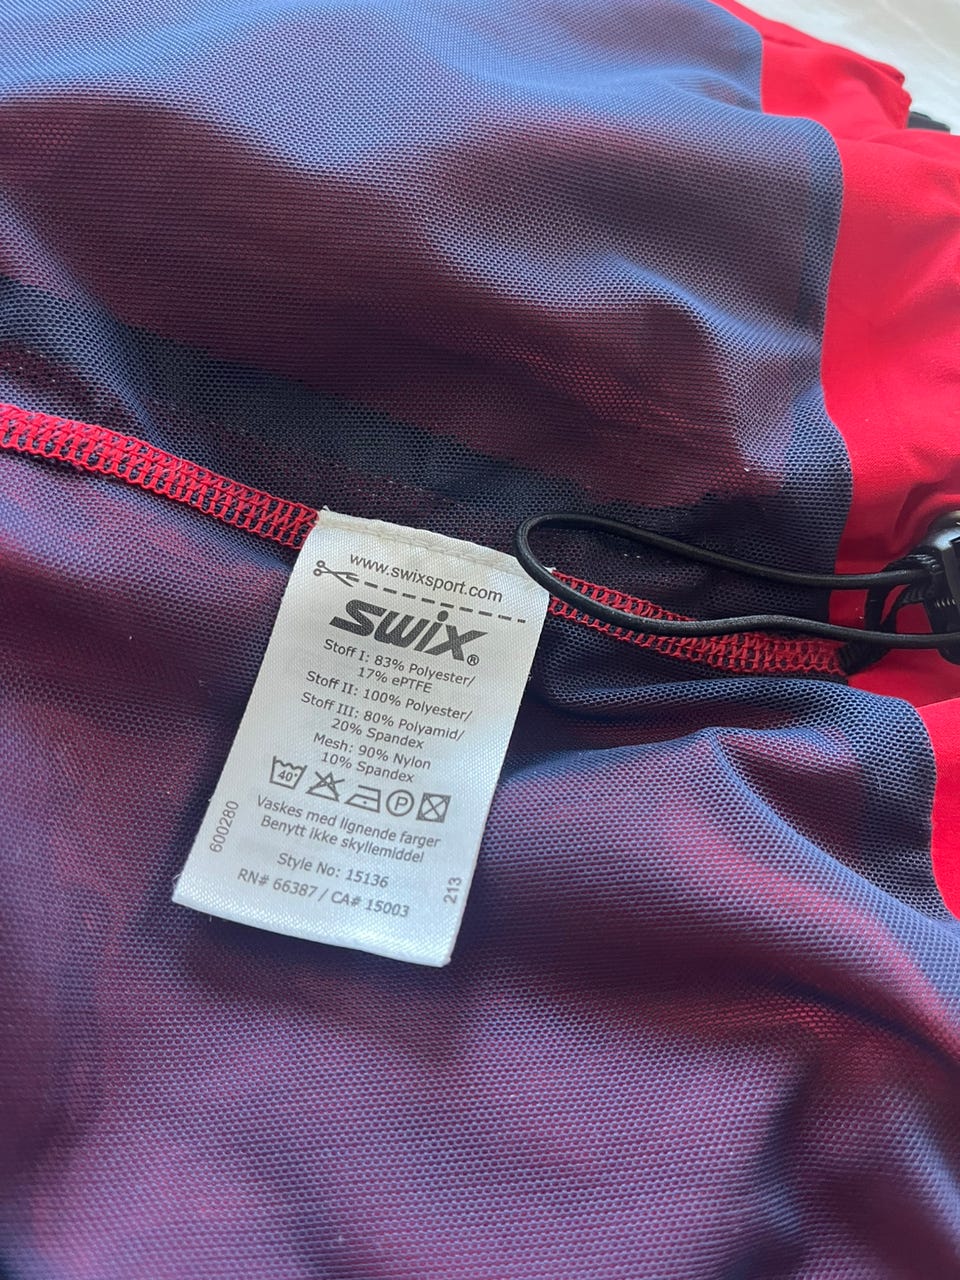 www.swixsport.com
SWIX®
Stoff I: 83% Polyester/
17% ePTFE
Stoff II: 100% Polyester/
Stoff III: 80% Polyamid/
20% Spandex
Mesh: 90% Nylon
10% Spandex
40°
P
Vaskes med lignende farger
Benytt ikke skyllemiddel
600280
Style No: 15136
RN# 66387 / CA# 15003
213